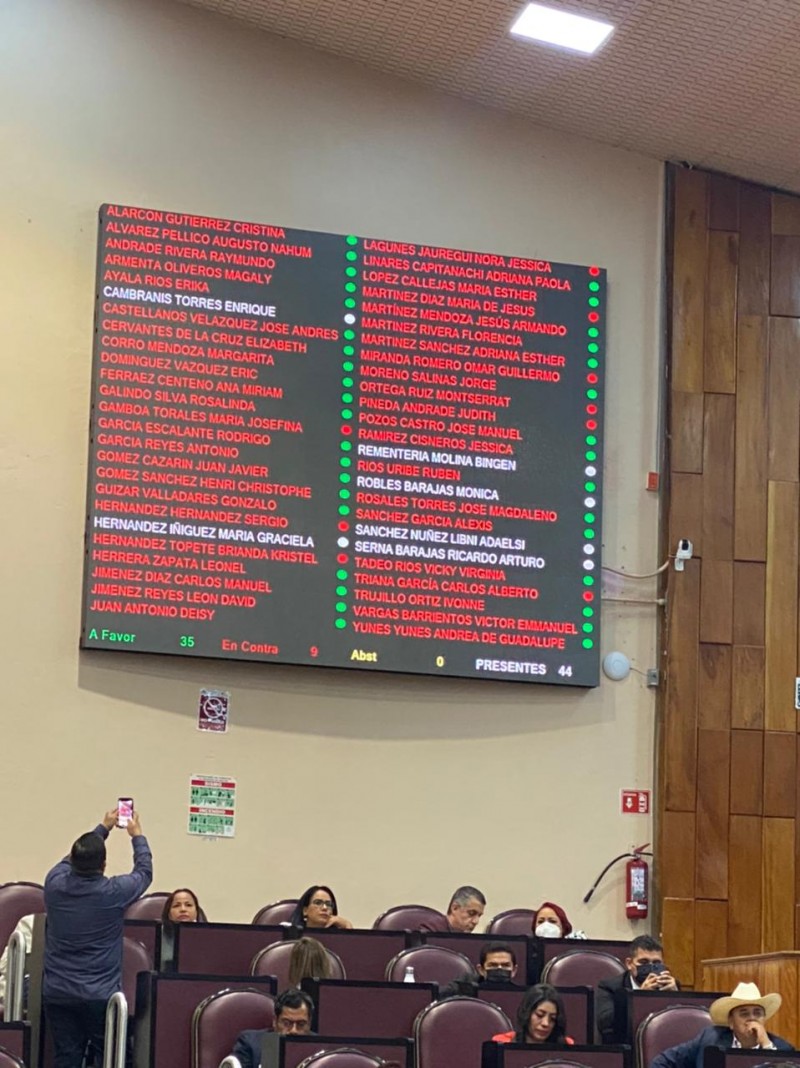 ALARCON GUTIERREZ CRISTINA
ALVAREZ PELLICO AUGUSTO NAHUM
ANDRADE RIVERA RAYMUNDO
ARMENTA OLIVEROS MAGALY
AYALA RIOS ERIKA
CAMBRANIS TORRES ENRIQUE
CASTELLANOS VELAZQUEZ JOSE ANDRES
CERVANTES DE LA CRUZ ELIZABETH
CORRO MENDOZA MARGARITA
DOMINGUEZ VAZQUEZ ERIC
FERRAEZ CENTENO ANA MIRIAM
GALINDO SILVA ROSALINDA
GAMBOA TORALES MARIA JOSEFINA
GARCIA ESCALANTE RODRIGO
GARCIA REYES ANTONIO
GOMEZ CAZARIN JUAN JAVIER
GOMEZ SANCHEZ HENRI CHRISTOPHE
GUIZAR VALLADARES GONZALO
HERNANDEZ HERNANDEZ SERGIO
HERNANDEZ IÑIGUEZ MARIA GRACIELA
HERNANDEZ TOPETE BRIANDA KRISTEL
HERRERA ZAPATA LEONEL
JIMENEZ DIAZ CARLOS MANUEL
JIMENEZ REYES LEON DAVID
JUAN ANTONIO DEISY
LAGUNES JAUREGUI NORA JESSICA
LINARES CAPITANACHI ADRIANA PAOLA
LOPEZ CALLEJAS MARIA ESTHER
MARTINEZ DIAZ MARIA DE JESUS
MARTÍNEZ MENDOZA JESÚS ARMANDO
MARTINEZ RIVERA FLORENCIA
MARTINEZ SANCHEZ ADRIANA ESTHER
MIRANDA ROMERO OMAR GUILLERMO
MORENO SALINAS JORGE
ORTEGA RUIZ MONTSERRAT
PINEDA ANDRADE JUDITH
POZOS CASTRO JOSE MANUEL
RAMIREZ CISNEROS JESSICA
REMENTERIA MOLINA BINGEN
RIOS URIBE RUBEN
ROBLES BARAJAS MONICA
ROSALES TORRES JOSE MAGDALENO
SANCHEZ GARCIA ALEXIS
SANCHEZ NUÑEZ LIBNI ADAELSI
SERNA BARAJAS RICARDO ARTURO
TADEO RIOS VICKY VIRGINIA
TRIANA GARCÍA CARLOS ALBERTO
TRUJILLO ORTIZ IVONNE
VARGAS BARRIENTOS VICTOR EMMANUEL
YUNES YUNES ANDREA DE GUADALUPE
A Favor 35 En Contra 9 Abst 0 PRESENTES 44